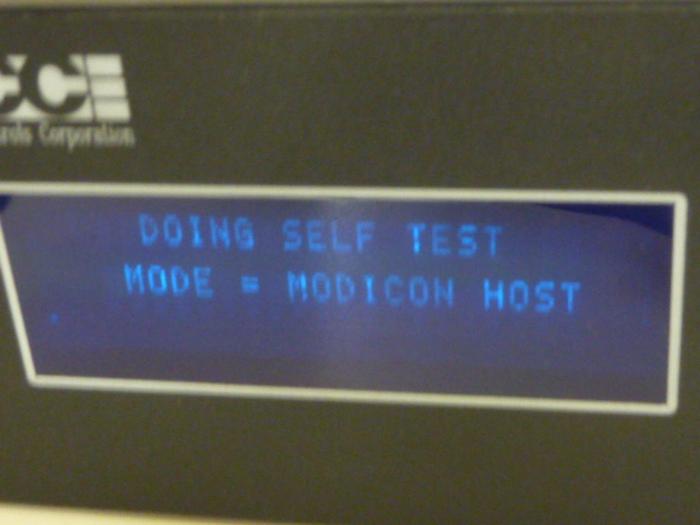 Corporation
DOING SELF TEST
MODE = MODICON HOST